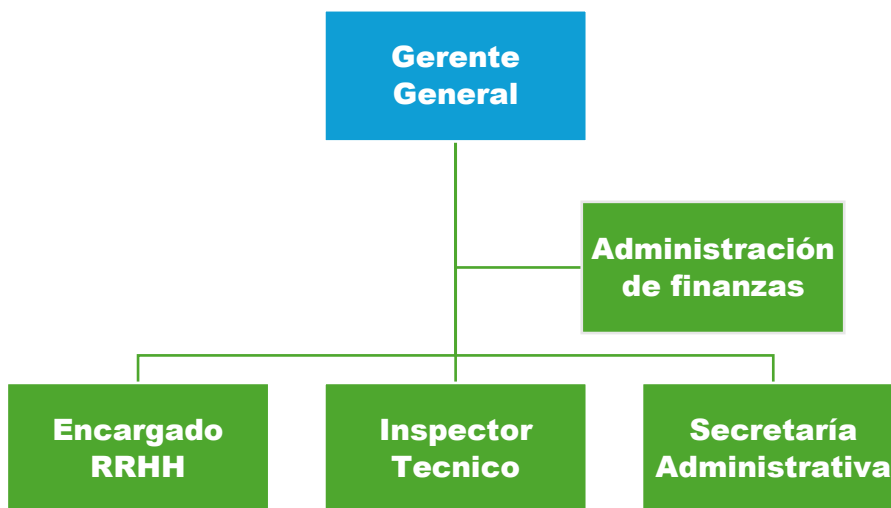 Gerente
General
Administración
de finanzas
Encargado
RRHH
Inspector
Tecnico
Secretaría
Administrativa